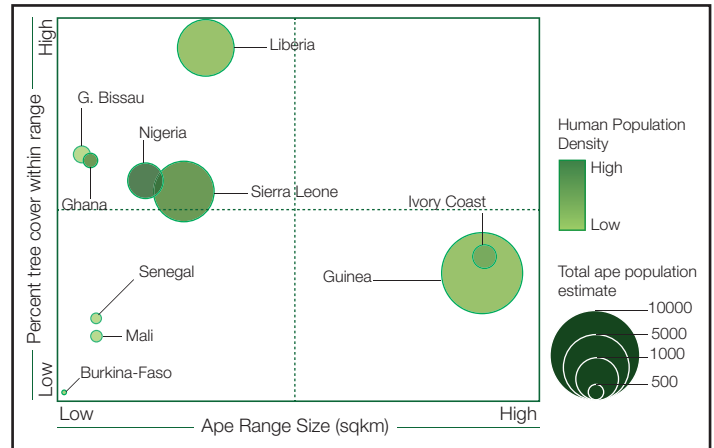 High
Percent tree cover within range
Low
Liberia
G. Bissau
Nigeria
Ghana
Sierra Leone
Ivory Coast
Guinea
Senegal
Mali
Burkina-Faso
Low
Ape Range Size (sqkm)
High
Human Population
Density
High
Low
Total ape population
estimate
10000
5000
1000
500